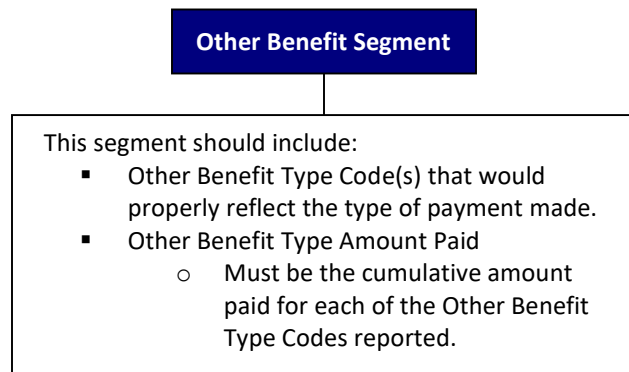 Other Benefit Segment
This segment should include:
▪ Other Benefit Type Code(s) that would
properly reflect the type of payment made.
▪ Other Benefit Type Amount Paid
o Must be the cumulative amount
paid for each of the Other Benefit
Type Codes reported.